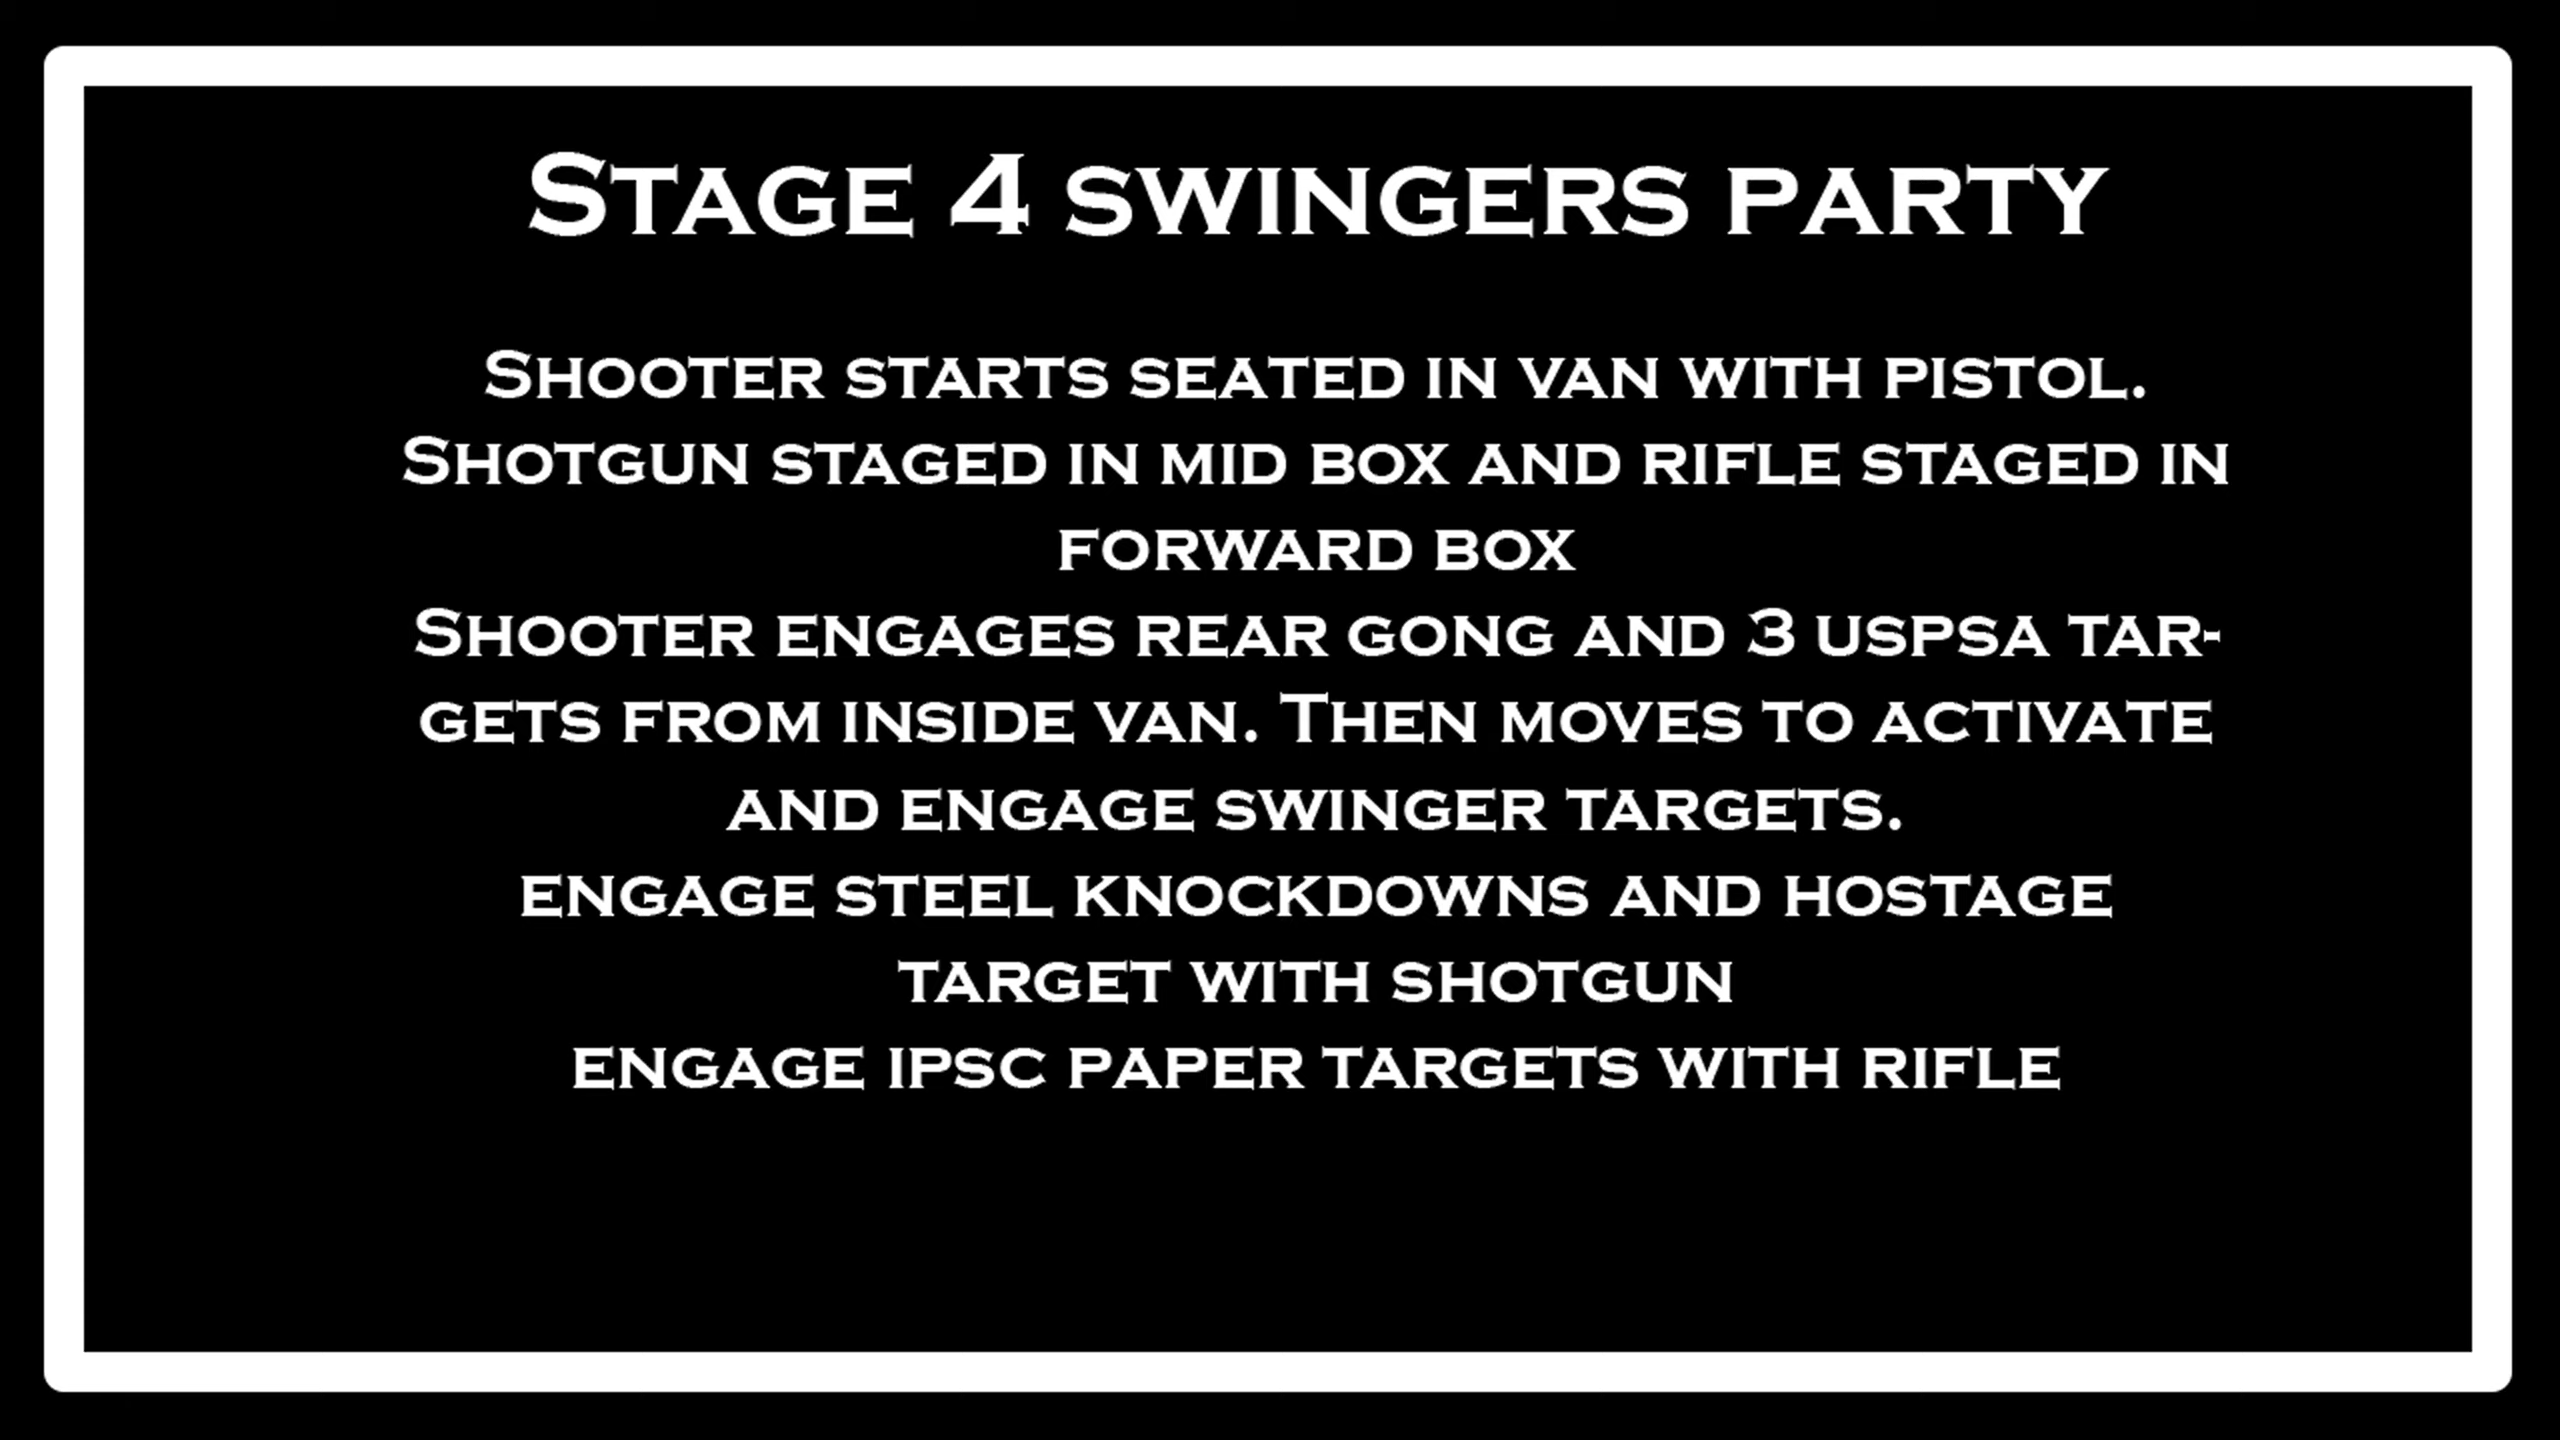 Stage 4 swingers party
Shooter starts seated in van with pistol.
Shotgun staged in mid box and rifle staged in
forward box
Shooter engages rear gong and 3 uspsa tar-
gets from inside van. Then moves to activate
and engage swinger targets.
engage steel knockdowns and hostage
target with shotgun
engage ipsc paper targets with rifle